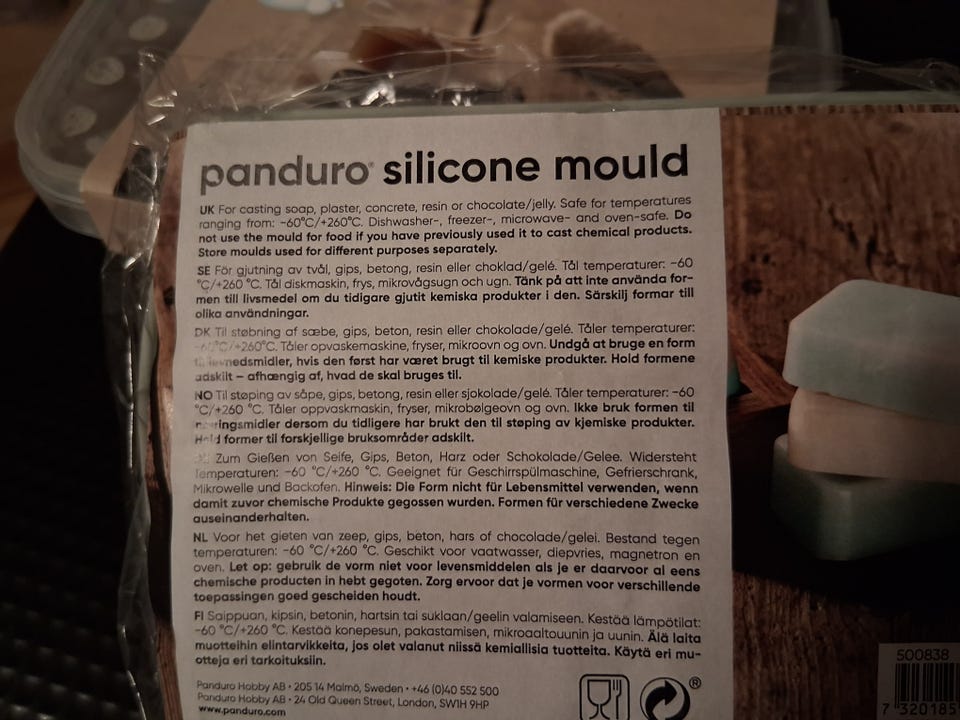 panduro® silicone mould
UK For casting soap, plaster, concrete, resin or chocolate/jelly. Safe for temperatures
ranging from: -60°C/+260°C. Dishwasher-, freezer-, microwave- and oven-safe. Do
not use the mould for food if you have previously used it to cast chemical products.
Store moulds used for different purposes separately.
SE För gjutning av tvål, gips, betong, resin eller choklad/gelé. Tål temperaturer: -60
°C/+260 °C. Tål diskmaskin, frys, mikrovågsugn och ugn. Tänk på att inte använda for-
men till livsmedel om du tidigare gjutit kemiska produkter i den. Särskilj formar till
olika användningar.
DK Til støbning af sæbe, gips, beton, resin eller chokolade/gelé. Tåler temperaturer:
°C/+260°C. Tåler opvaskemaskine, fryser, mikroovn og ovn. Undgå at bruge en form
levnedsmidler, hvis den først har været brugt til kemiske produkter. Hold formene
adskilt – afhængig af, hvad de skal bruges til.
NO Til støping av såpe, gips, betong, resin eller sjokolade/gelé. Tåler temperaturer: -60
°C/+260 °C. Tåler oppvaskmaskin, fryser, mikrobølgeovn og ovn. Ikke bruk formen til
næringsmidler dersom du tidligere har brukt den til støping av kjemiske produkter.
Hold former til forskjellige bruksområder adskilt.
Zum Gießen von Seife, Gips, Beton, Harz oder Schokolade/Gelee. Widersteht
Temperaturen: -60 °C/+260 °C. Geeignet für Geschirrspülmaschine, Gefrierschrank,
Mikrowelle und Backofen. Hinweis: Die Form nicht für Lebensmittel verwenden, wenn
damit zuvor chemische Produkte gegossen wurden. Formen für verschiedene Zwecke
auseinanderhalten.
NL Voor het gieten van zeep, gips, beton, hars of chocolade/gelei. Bestand tegen
temperaturen: -60 °C/+260 °C. Geschikt voor vaatwasser, diepvries, magnetron en
oven. Let op: gebruik de vorm niet voor levensmiddelen als je er daarvoor al eens
chemische producten in hebt gegoten. Zorg ervoor dat je vormen voor verschillende
toepassingen goed gescheiden houdt.
FI Saippuan, kipsin, betonin, hartsin tai suklaan/geelin valamiseen. Kestää lämpötilat:
-60 °C/+260 °C. Kestää konepesun, pakastamisen, mikroaaltouunin ja uunin. Älä laita
muotteihin elintarvikkeita, jos olet valanut niissä kemiallisia tuotteita. Käytä eri mu-
otteja eri tarkoituksiin.
Panduro Hobby AB • 205 14 Malmö, Sweden • +46 (0)40 552 500
Panduro Hobby AB • 24 Old Queen Street, London, SW1H 9HP
www.panduro.com
®
500838
7 320185